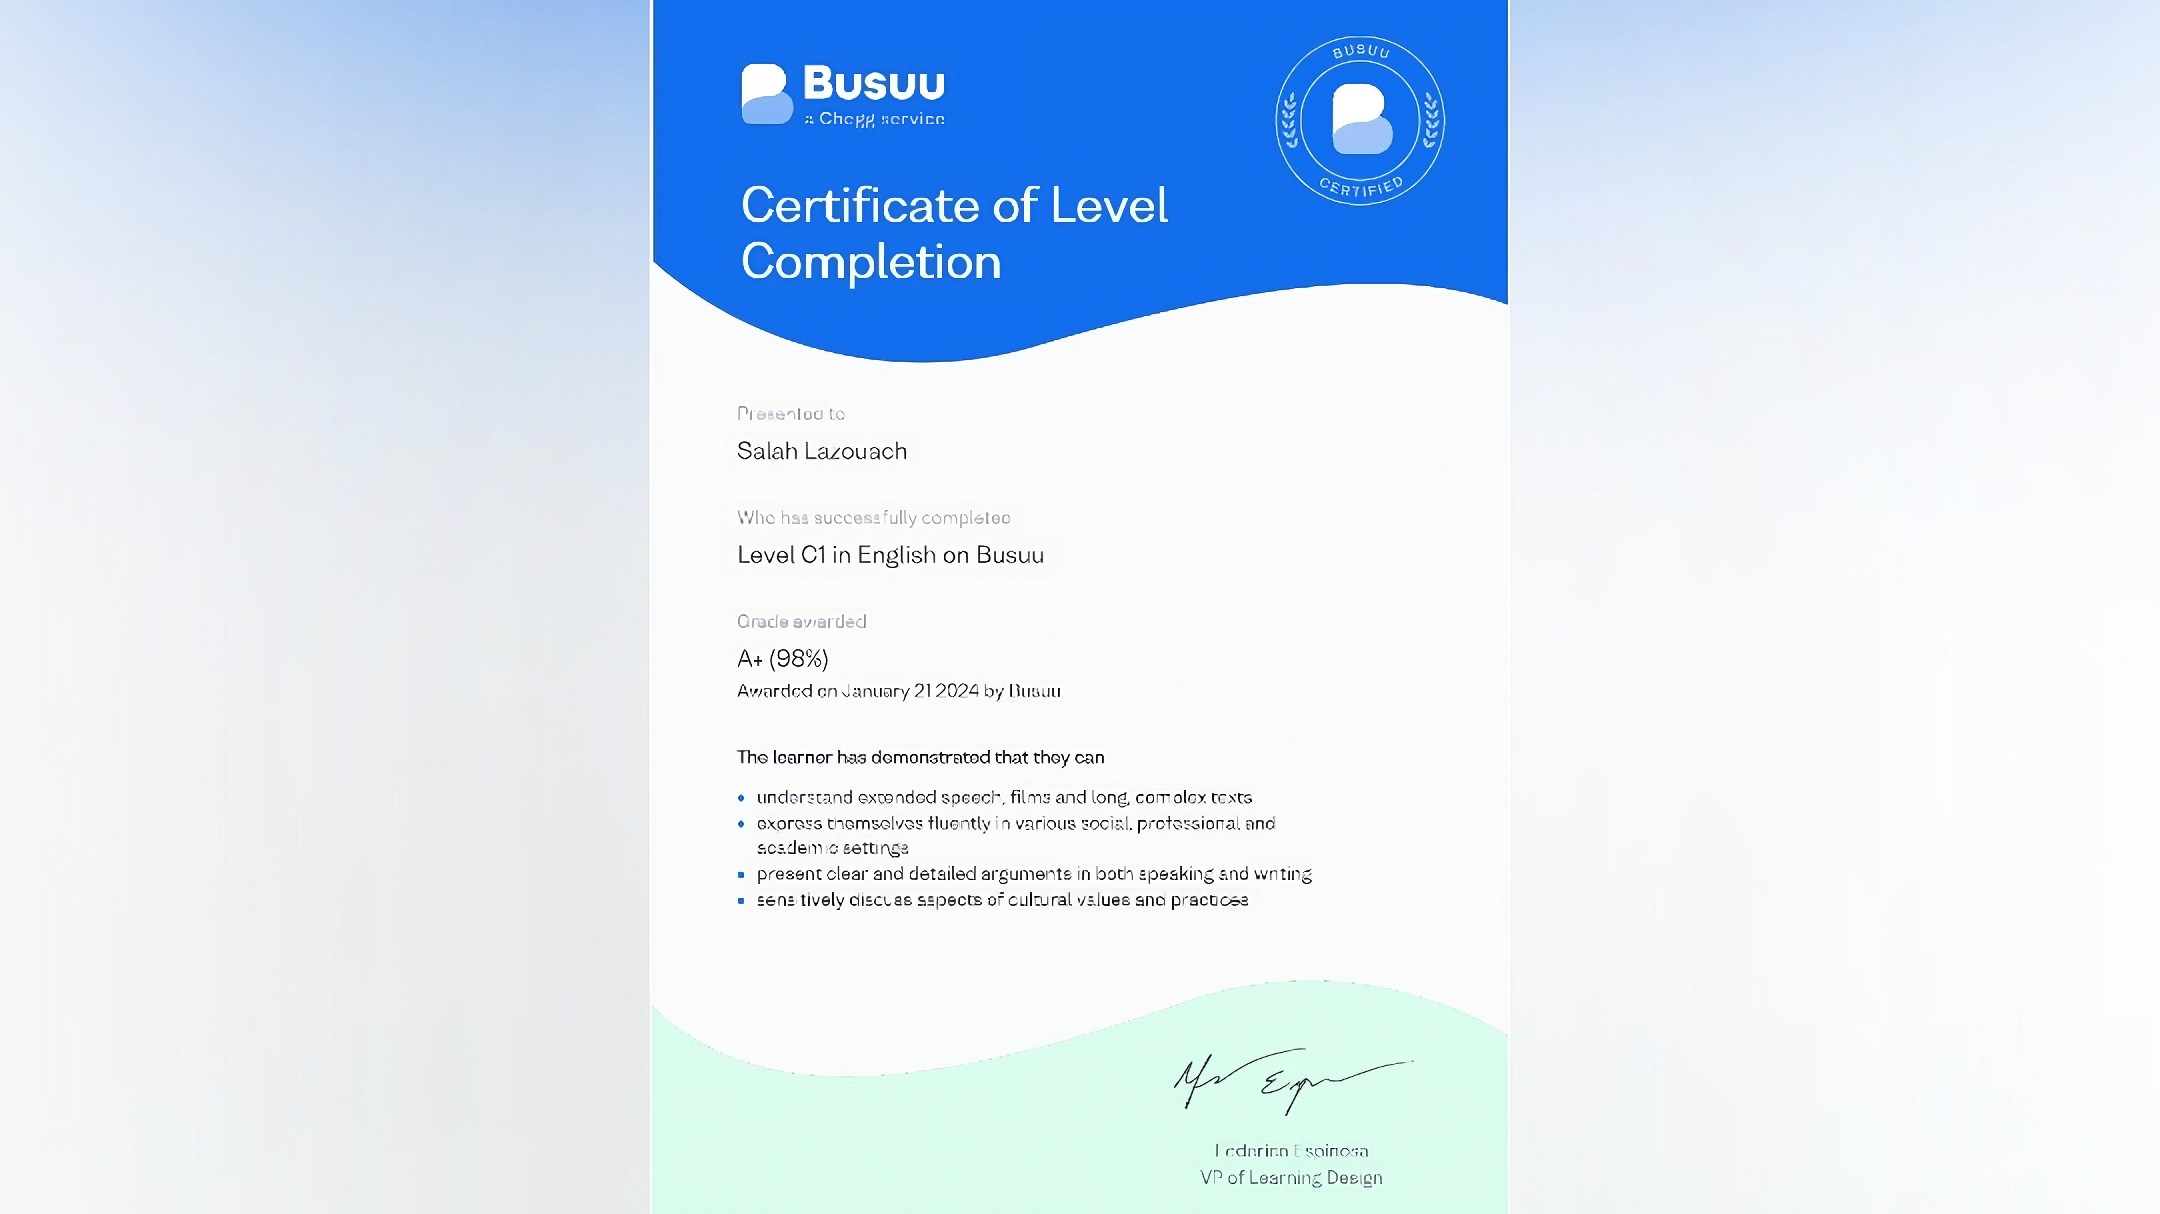 Busuu
a Chegg service
BUSUU
CERTIFIED
Certificate of Level
Completion
Presented to
Salah Lazouach
Who has successfully completed
Level C1 in English on Busuu
Grade awarded
A+ (98%)
Awarded on January 21 2024 by Busuu
The learner has demonstrated that they can
• understand extended speech, films and long, complex texts
• express themselves fluently in various social, professional and
academic settings
• present clear and detailed arguments in both speaking and writing
• sensitively discuss aspects of cultural values and practices
Espinosa
VP of Learning Design